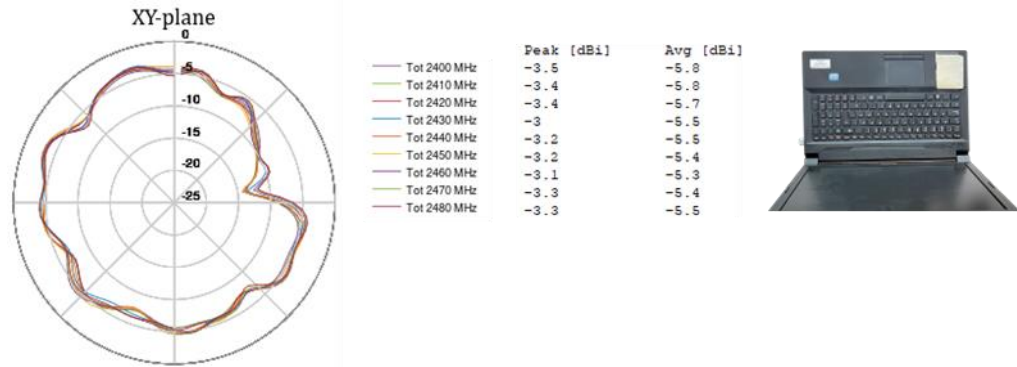 XY-plane
0
-5
-10
-15
-20
-25
Peak [dBi] Avg [dBi]
Tot 2400 MHz -3.5 -5.8
Tot 2410 MHz -3.4 -5.8
Tot 2420 MHz -3.4 -5.7
Tot 2430 MHz -3 -5.5
Tot 2440 MHz -3.2 -5.5
Tot 2450 MHz -3.2 -5.4
Tot 2460 MHz -3.1 -5.3
Tot 2470 MHz -3.3 -5.4
Tot 2480 MHz -3.3 -5.5